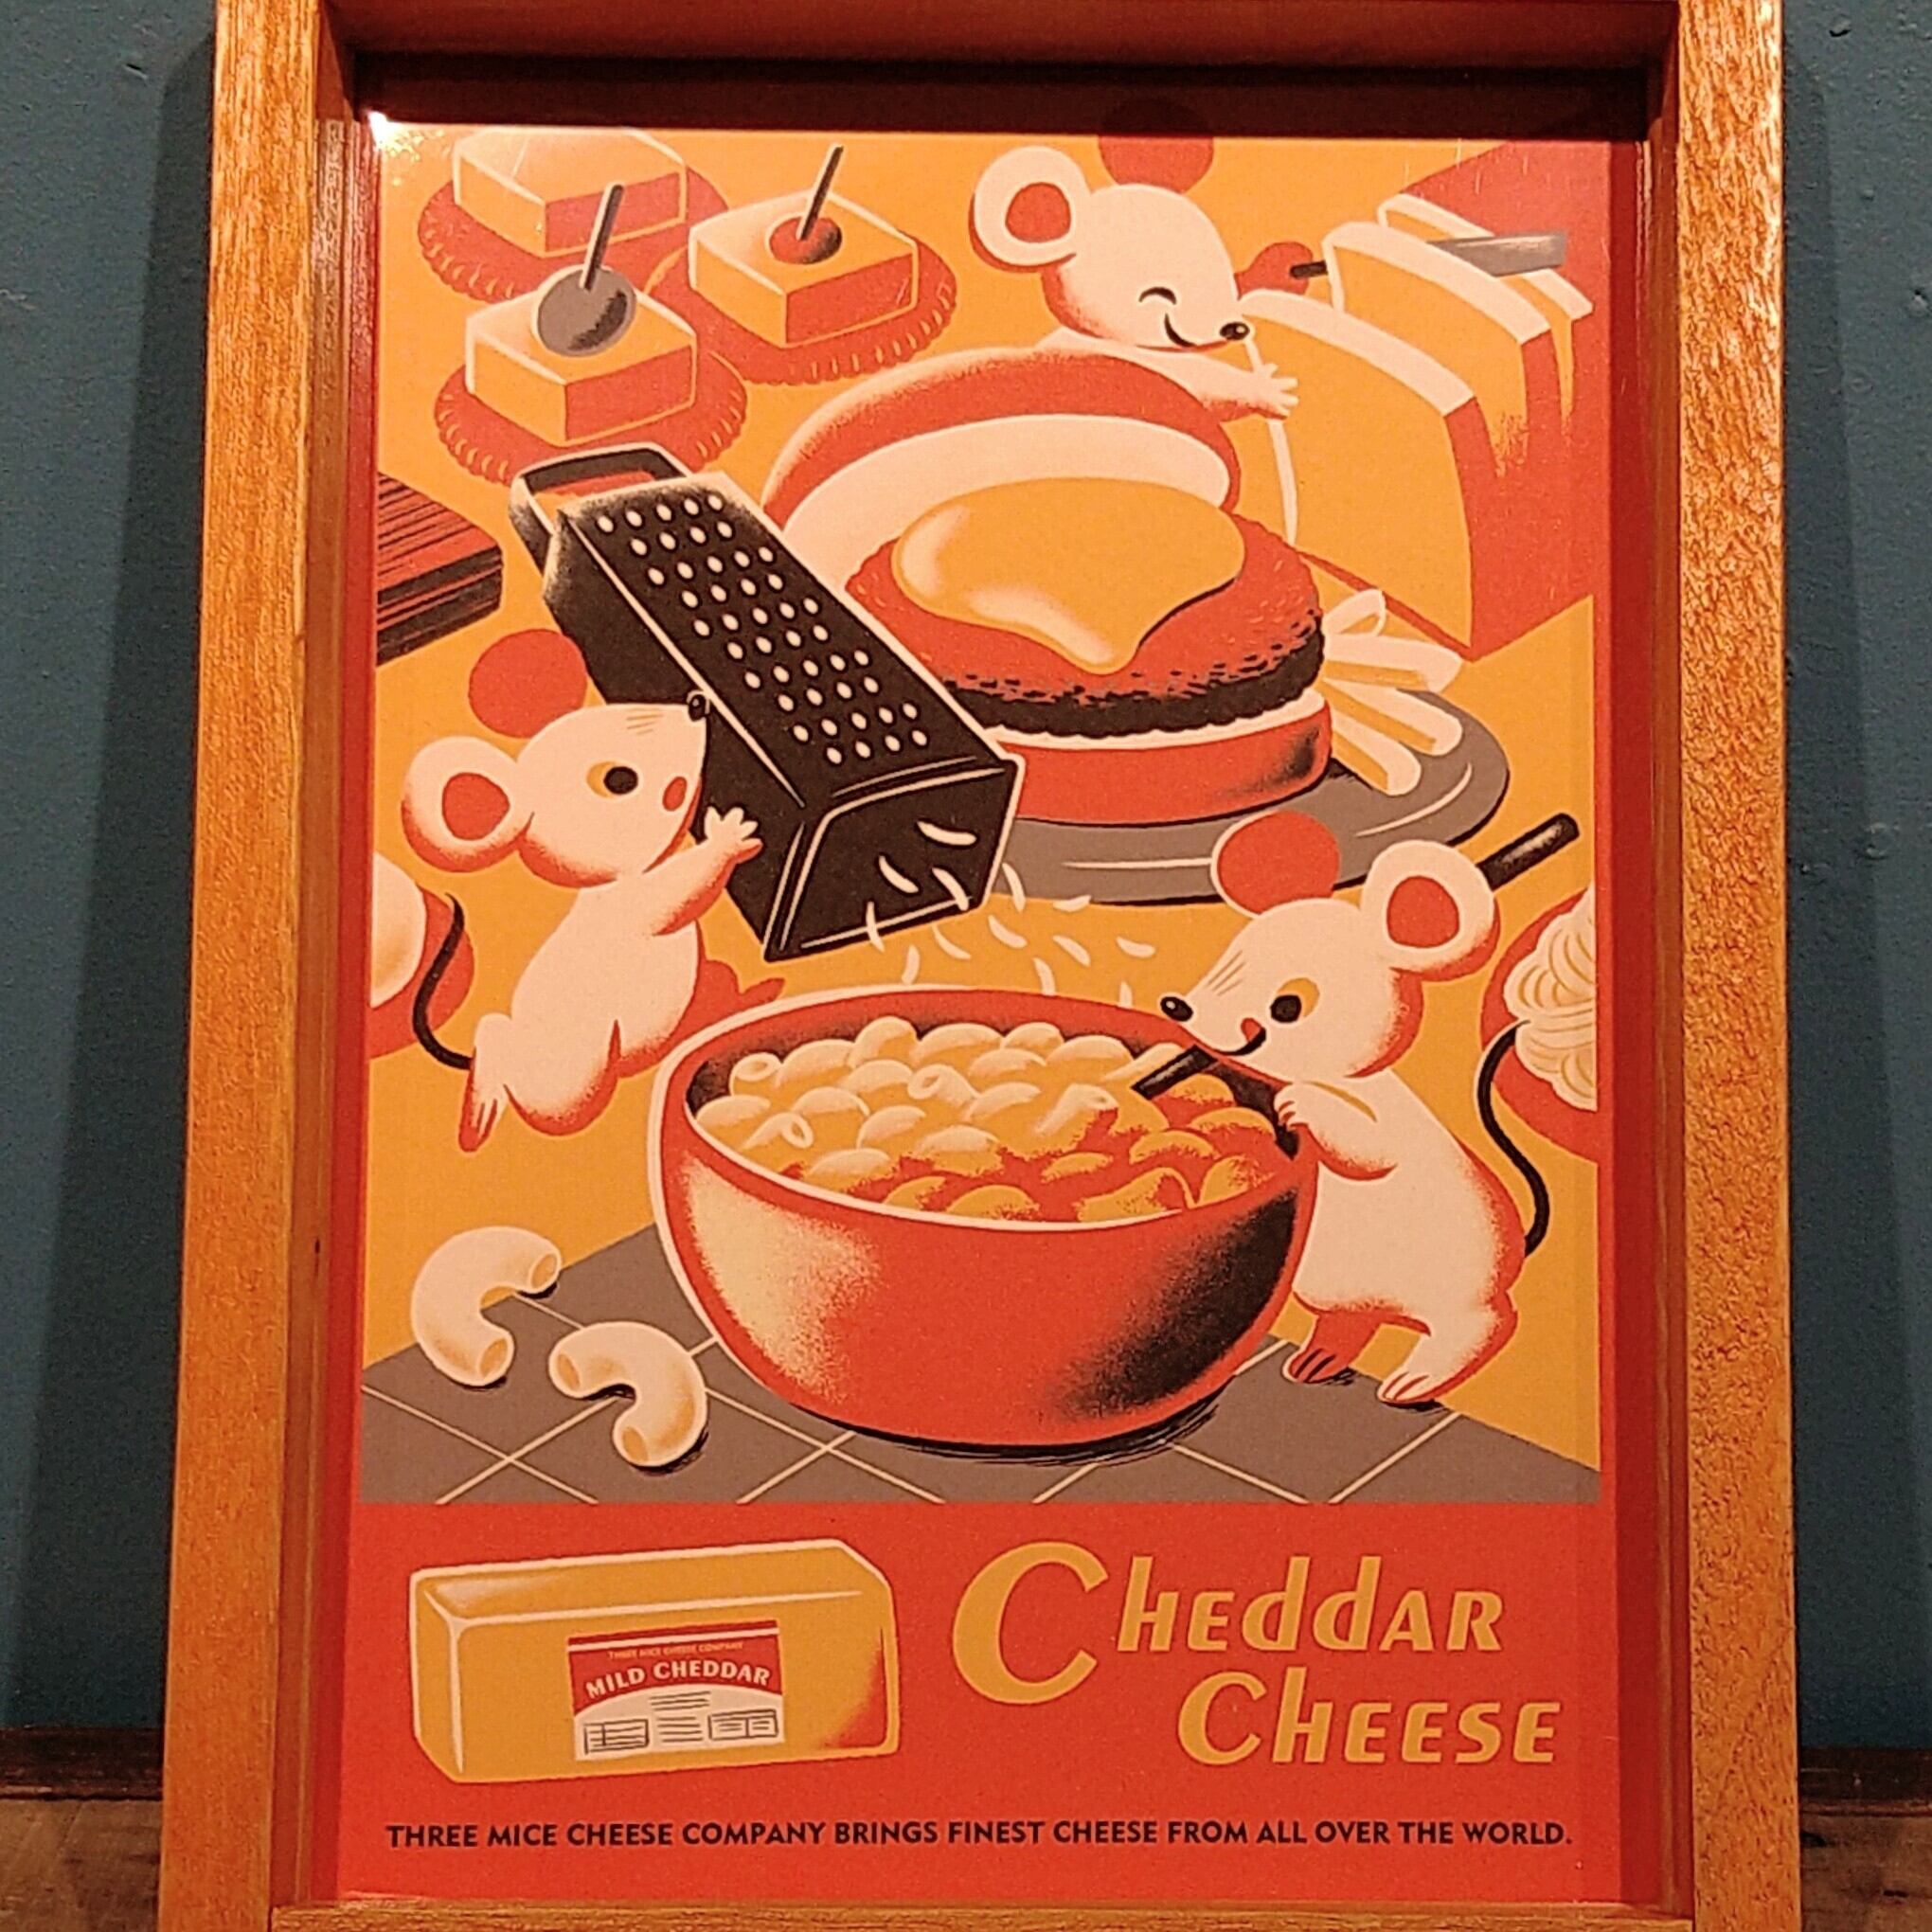 THREE MICE CHEESE COMPANY
MILD CHEDDAR
CHEddAR
CHEESE
THREE MICE CHEESE COMPANY BRINGS FINEST CHEESE FROM ALL OVER THE WORLD.